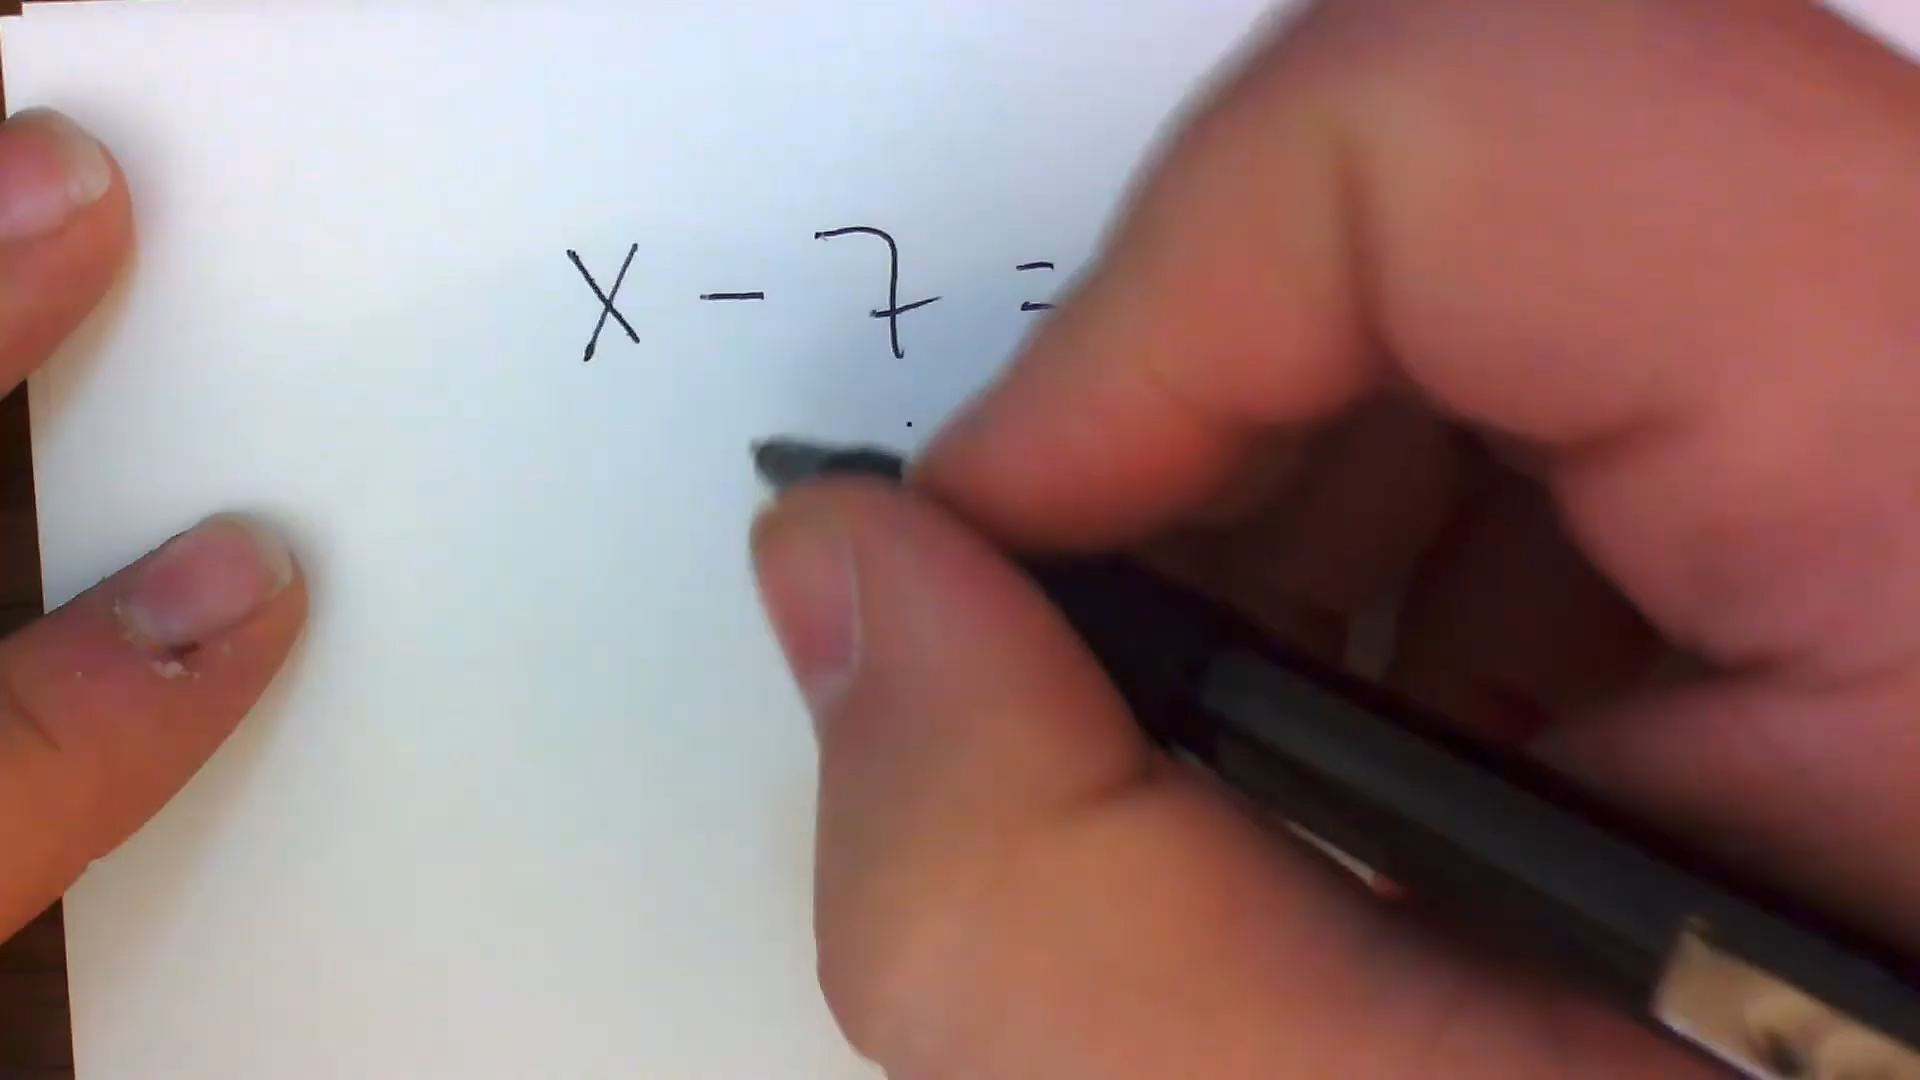 x - 7 =